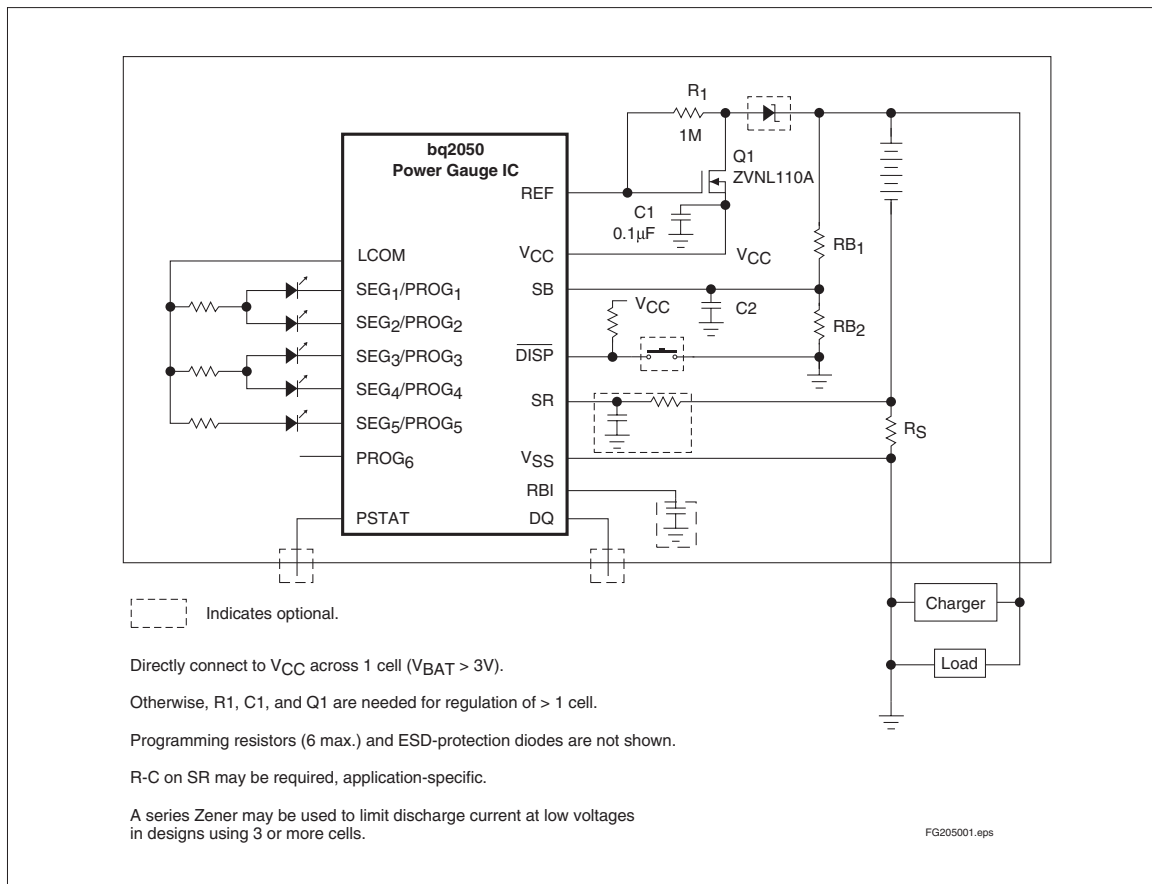 bq2050
Power Gauge IC
REF
VCC
SB
DISP
SR
VSS
RBI
DQ
LCOM
SEG1/PROG1
SEG2/PROG2
SEG3/PROG3
SEG4/PROG4
SEG5/PROG5
PROG6
PSTAT
R1
1M
Q1
ZVNL110A
C1
0.1µF
VCC
RB1
C2
VCC
RB2
RS
Charger
Load
Indicates optional.
Directly connect to VCC across 1 cell (VBAT > 3V).
Otherwise, R1, C1, and Q1 are needed for regulation of > 1 cell.
Programming resistors (6 max.) and ESD-protection diodes are not shown.
R-C on SR may be required, application-specific.
A series Zener may be used to limit discharge current at low voltages
in designs using 3 or more cells.
FG205001.eps